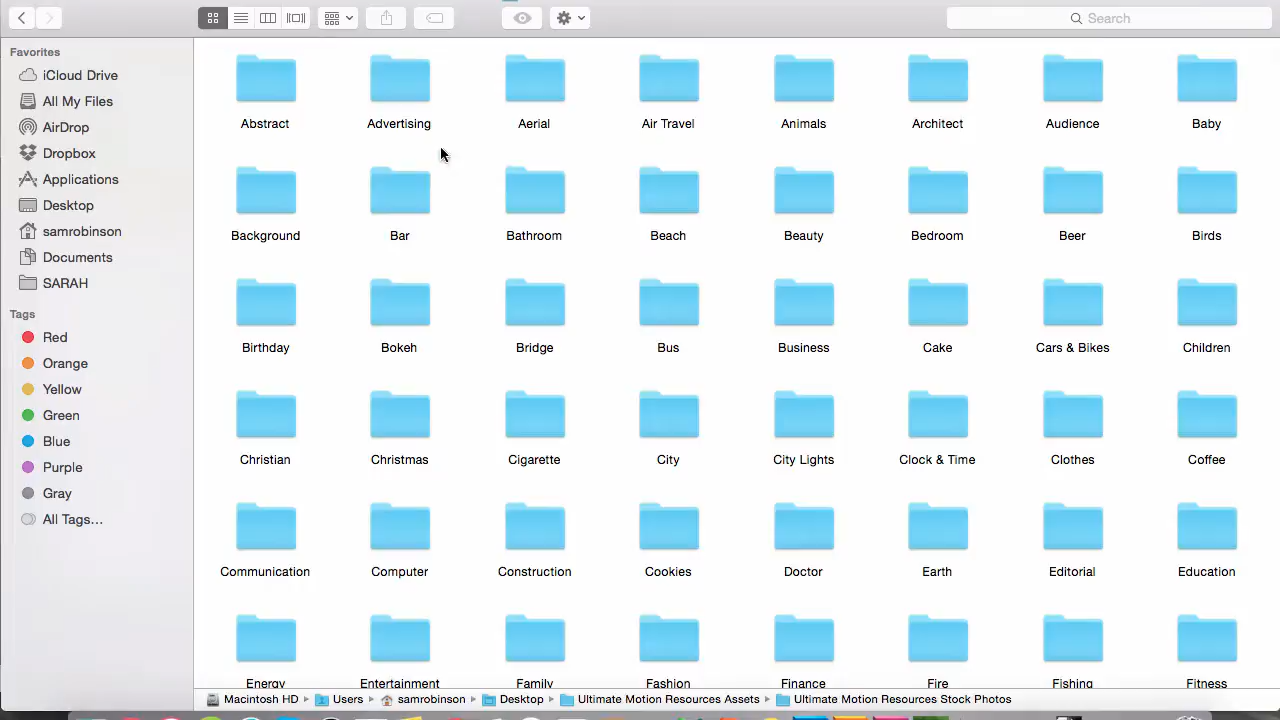 Search
Favorites
iCloud Drive
All My Files
AirDrop
Dropbox
Applications
Desktop
samrobinson
Documents
SARAH
Tags
Red
Orange
Yellow
Green
Blue
Purple
Gray
All Tags...
Abstract Advertising Aerial Air Travel Animals Architect Audience Baby
Background Bar Bathroom Beach Beauty Bedroom Beer Birds
Birthday Bokeh Bridge Bus Business Cake Cars & Bikes Children
Christian Christmas Cigarette City City Lights Clock & Time Clothes Coffee
Communication Computer Construction Cookies Doctor Earth Editorial Education
Energy Entertainment Family Fashion Finance Fire Fishing Fitness
Macintosh HD Users samrobinson Desktop Ultimate Motion Resources Assets Ultimate Motion Resources Stock Photos